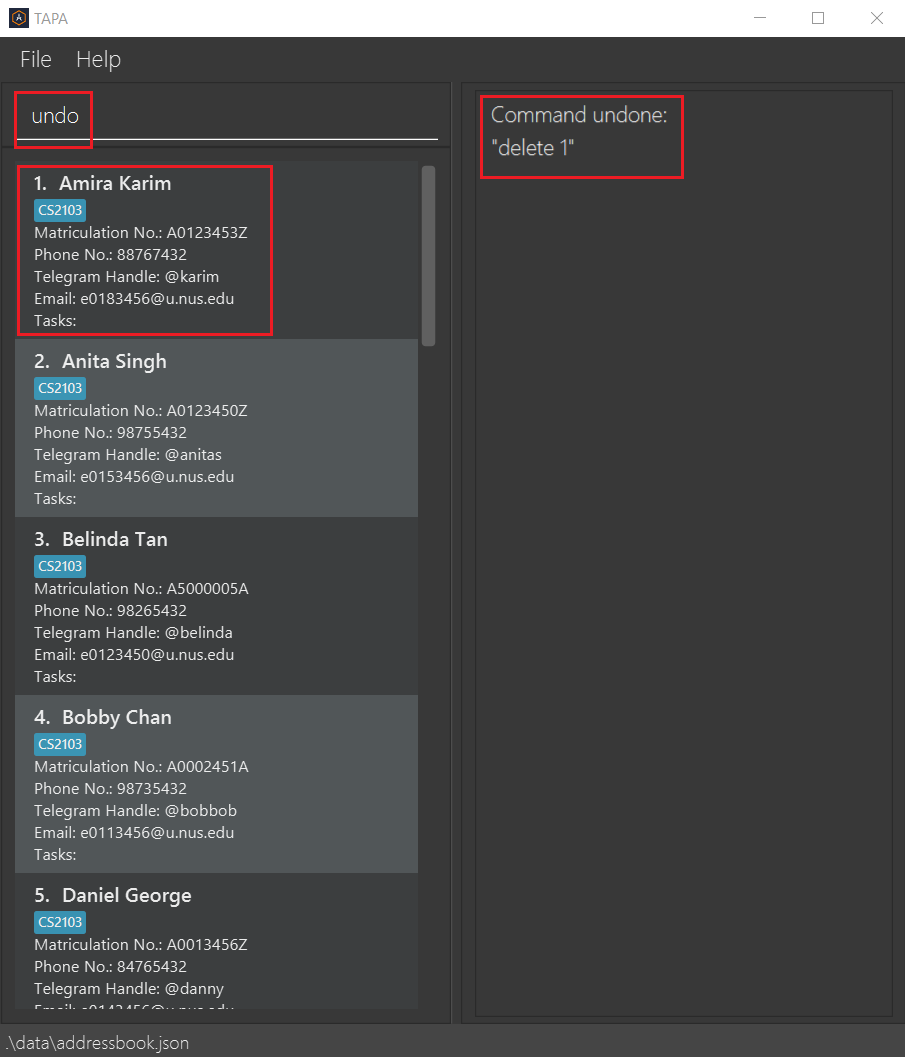 TAPA
File Help
undo
Command undone:
"delete 1"
1. Amira Karim
CS2103
Matriculation No.: A0123453Z
Phone No.: 88767432
Telegram Handle: @karim
Email: e0183456@u.nus.edu
Tasks:
2. Anita Singh
CS2103
Matriculation No.: A0123450Z
Phone No.: 98755432
Telegram Handle: @anitas
Email: e0153456@u.nus.edu
Tasks:
3. Belinda Tan
CS2103
Matriculation No.: A5000005A
Phone No.: 98265432
Telegram Handle: @belinda
Email: e0123450@u.nus.edu
Tasks:
4. Bobby Chan
CS2103
Matriculation No.: A0002451A
Phone No.: 98735432
Telegram Handle: @bobbob
Email: e0113456@u.nus.edu
Tasks:
5. Daniel George
CS2103
Matriculation No.: A0013456Z
Phone No.: 84765432
Telegram Handle: @danny
.\data\addressbook.json